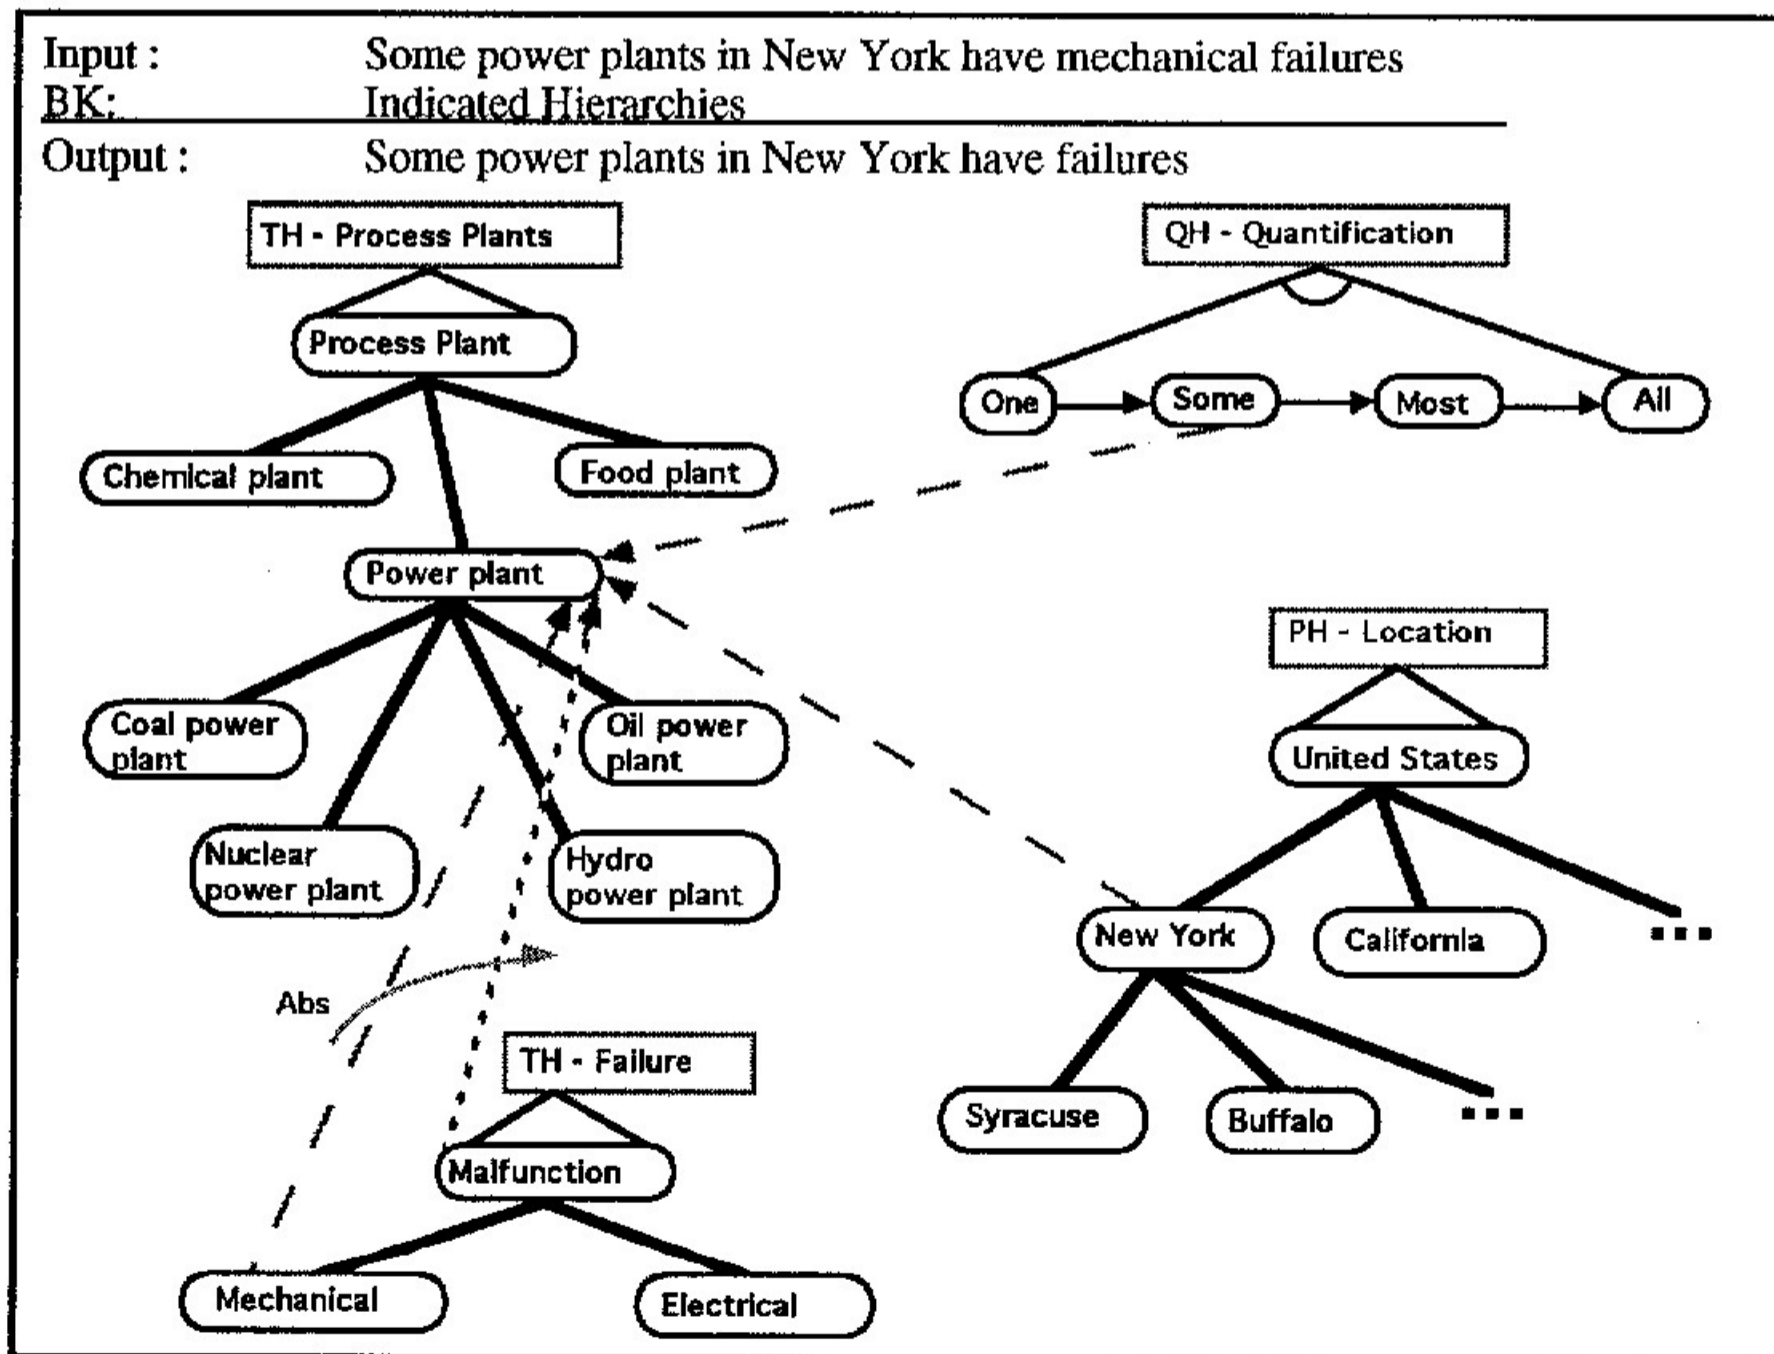 Input : Some power plants in New York have mechanical failures
BK: Indicated Hierarchies
Output : Some power plants in New York have failures
TH - Process Plants
QH - Quantification
Process Plant
One
Some
Most
All
Chemical plant
Food plant
Power plant
PH - Location
Coal power
plant
Oil power
plant
United States
Nuclear
power plant
Hydro
power plant
New York
California
...
Abs
TH - Failure
Syracuse
Buffalo
...
Malfunction
Mechanical
Electrical